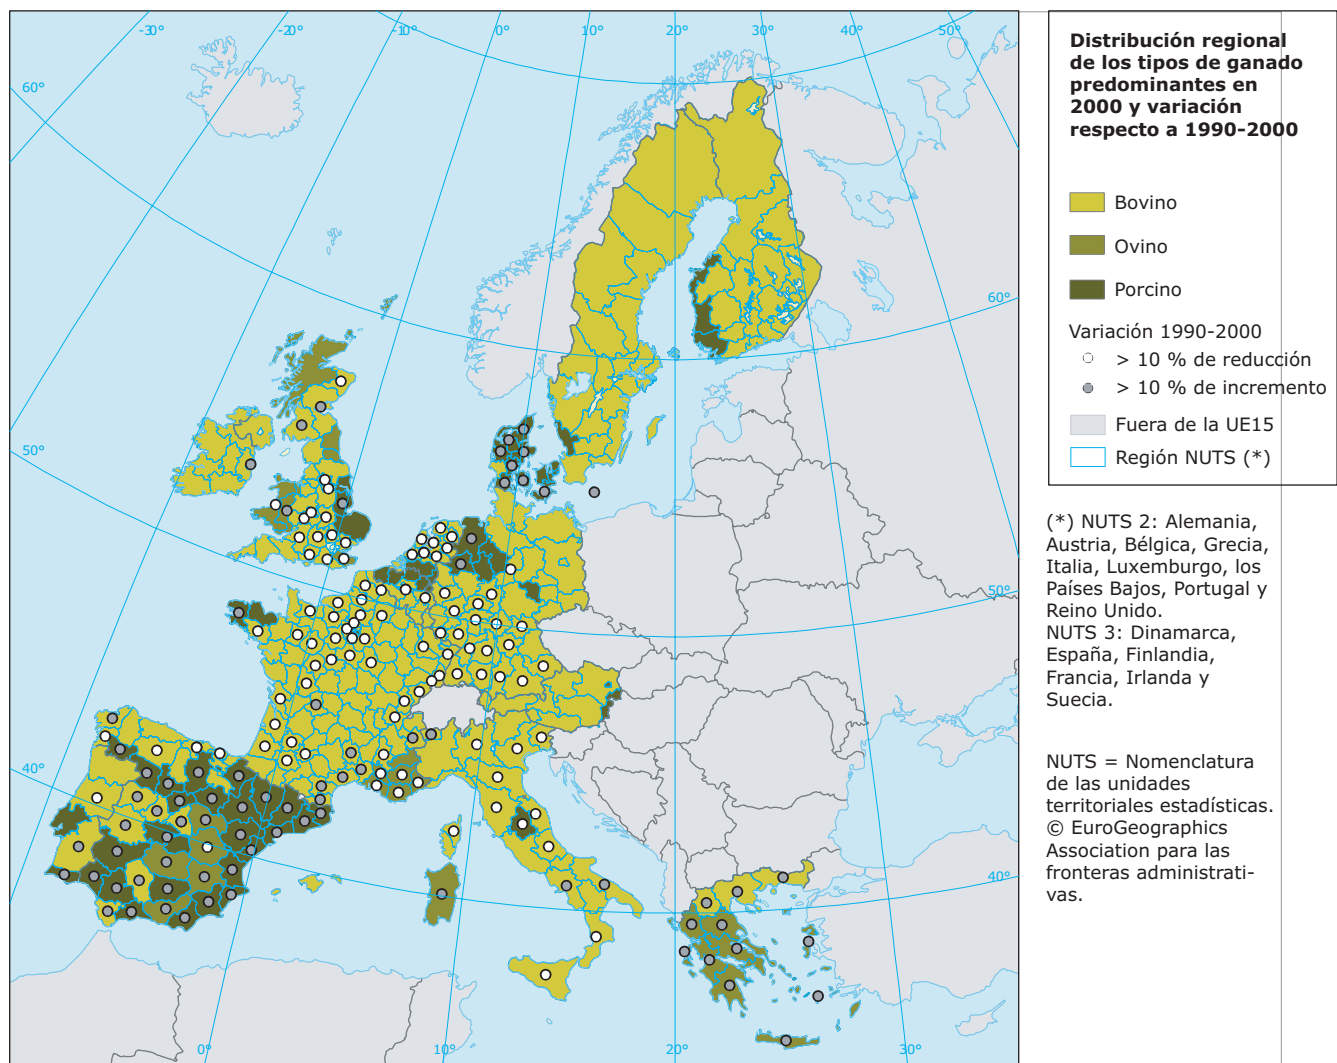 -30°
-20°
-10°
0°
10°
20°
30°
40°
50°
60°
60°
50°
50°
40°
40°
0°
10°
20°
30°
Distribución regional
de los tipos de ganado
predominantes en
2000 y variación
respecto a 1990-2000
Bovino
Ovino
Porcino
Variación 1990-2000
> 10 % de reducción
> 10 % de incremento
Fuera de la UE15
Región NUTS (*)
(*) NUTS 2: Alemania,
Austria, Bélgica, Grecia,
Italia, Luxemburgo, los
Países Bajos, Portugal y
Reino Unido.
NUTS 3: Dinamarca,
España, Finlandia,
Francia, Irlanda y
Suecia.
NUTS = Nomenclatura
de las unidades
territoriales estadísticas.
© EuroGeographics
Association para las
fronteras administrati-
vas.